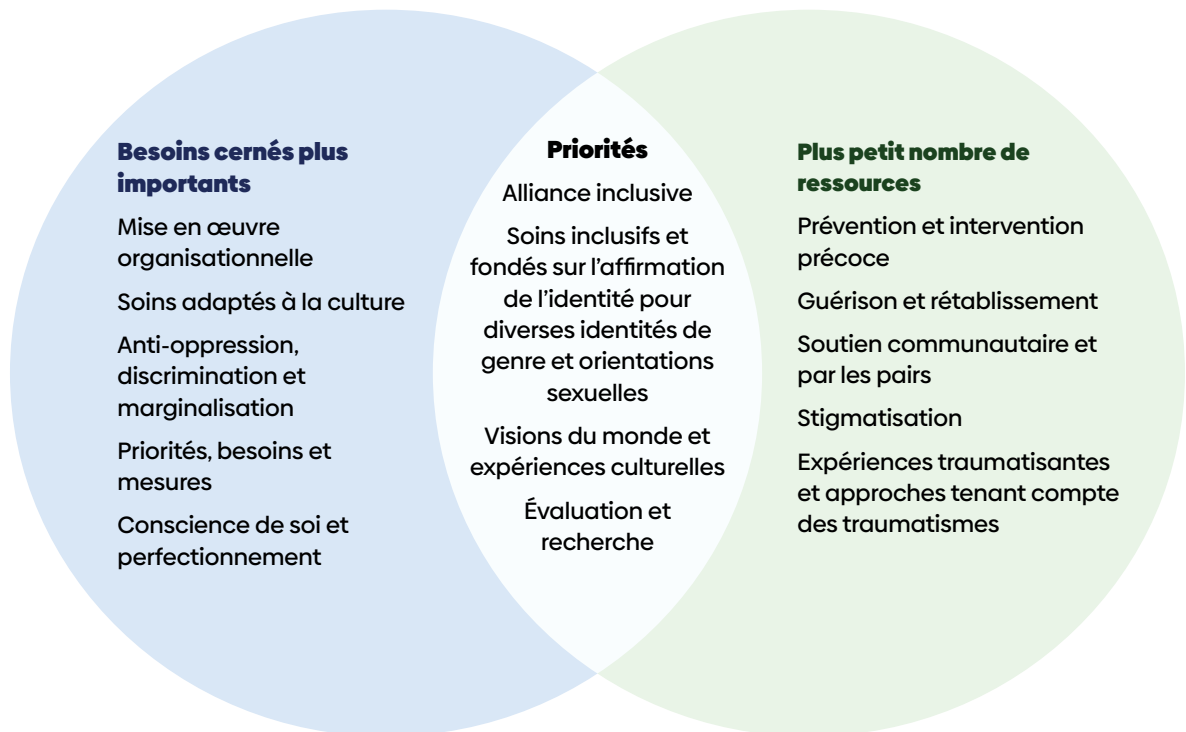 Besoins cernés plus
importants
Mise en œuvre
organisationnelle
Soins adaptés à la culture
Anti-oppression,
discrimination et
marginalisation
Priorités, besoins et
mesures
Conscience de soi et
perfectionnement
Priorités
Alliance inclusive
Soins inclusifs et
fondés sur l’affirmation
de l’identité pour
diverses identités de
genre et orientations
sexuelles
Visions du monde et
expériences culturelles
Évaluation et
recherche
Plus petit nombre de
ressources
Prévention et intervention
précoce
Guérison et rétablissement
Soutien communautaire et
par les pairs
Stigmatisation
Expériences traumatisantes
et approches tenant compte
des traumatismes